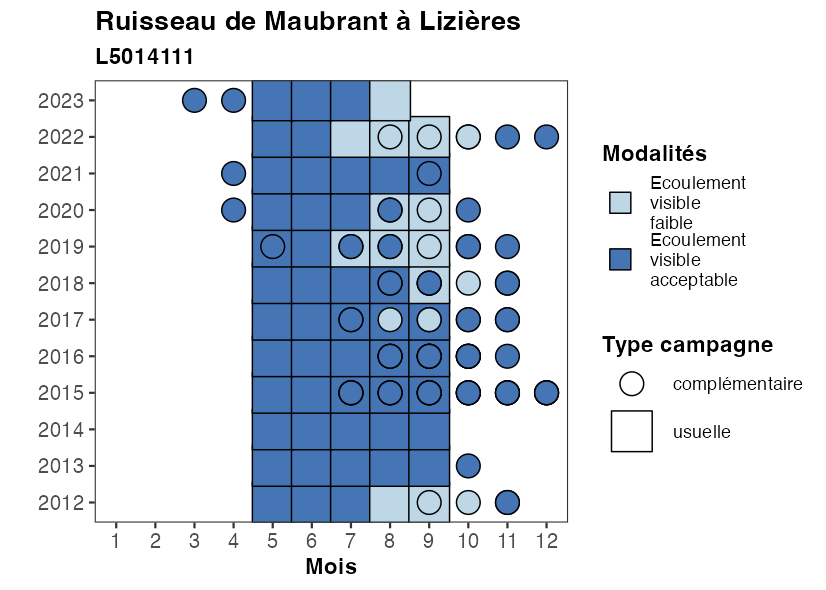 Ruisseau de Maubrant à Lizières
L5014111
2023
2022
2021
2020
2019
2018
2017
2016
2015
2014
2013
2012
1 2 3 4 5 6 7 8 9 10 11 12
Mois
Modalités
Ecoulement
visible
faible
Ecoulement
visible
acceptable
Type campagne
complémentaire
usuelle